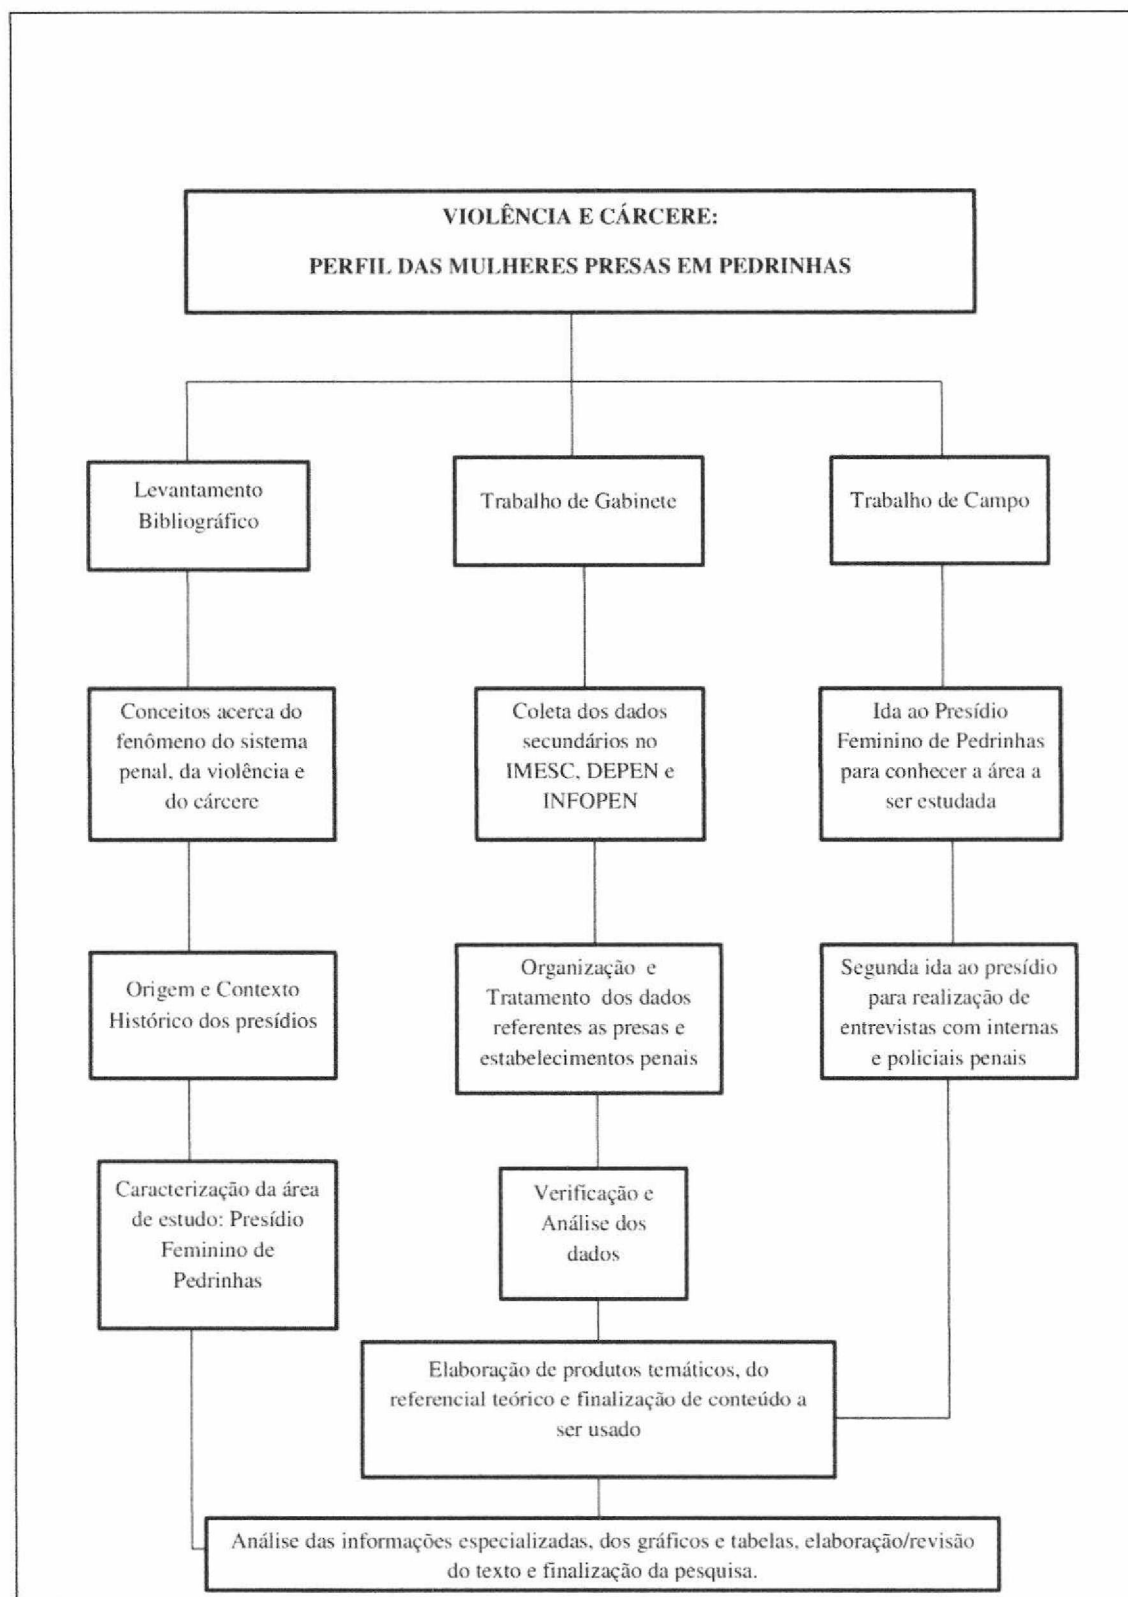 VIOLÊNCIA E CÁRCERE:
PERFIL DAS MULHERES PRESAS EM PEDRINHAS
Levantamento
Bibliográfico
Trabalho de Gabinete
Trabalho de Campo
Conceitos acerca do
fenômeno do sistema
penal, da violência e
do cárcere
Coleta dos dados
secundários no
IMESC, DEPEN e
INFOPEN
Ida ao Presídio
Feminino de Pedrinhas
para conhecer a área a
ser estudada
Origem e Contexto
Histórico dos presídios
Organização e
Tratamento dos dados
referentes as presas e
estabelecimentos penais
Segunda ida ao presídio
para realização de
entrevistas com internas
e policiais penais
Caracterização da área
de estudo: Presídio
Feminino de
Pedrinhas
Verificação e
Análise dos
dados
Elaboração de produtos temáticos, do
referencial teórico e finalização de conteúdo a
ser usado
Análise das informações especializadas, dos gráficos e tabelas, elaboração/revisão
do texto e finalização da pesquisa.